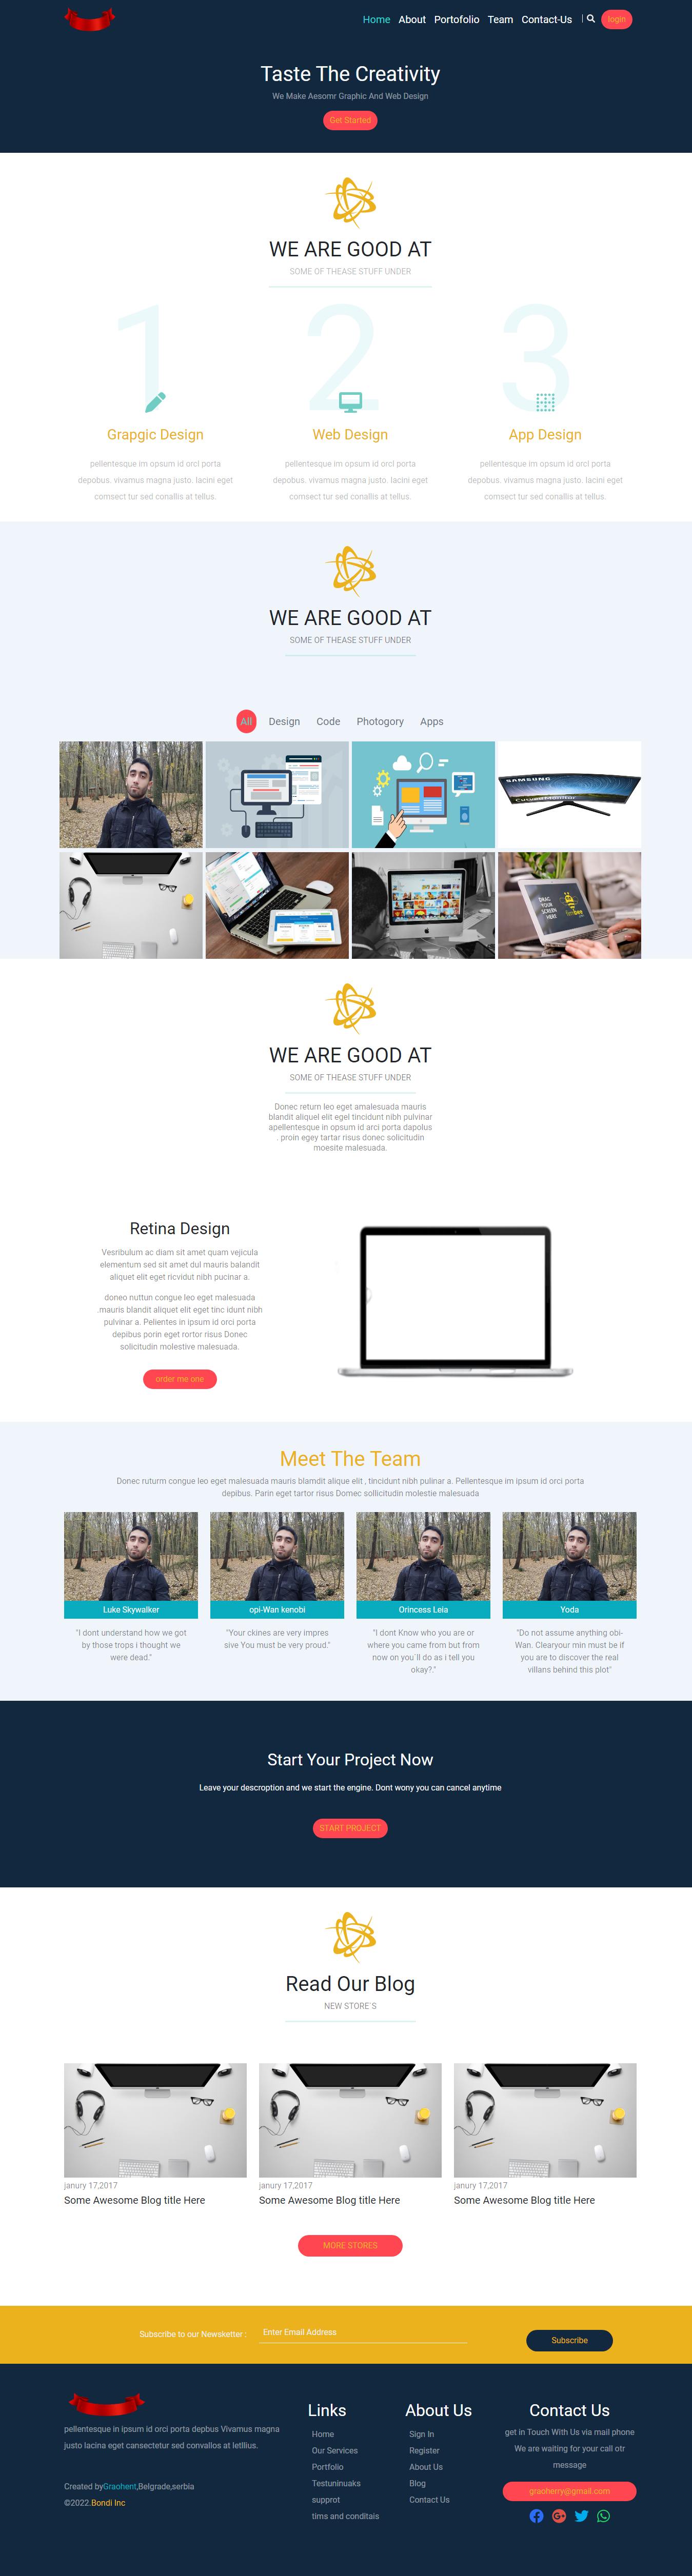 Home About Portofolio Team Contact-Us | login
Taste The Creativity
We Make Aesomr Graphic And Web Design
Get Started
WE ARE GOOD AT
SOME OF THEASE STUFF UNDER
1 2 3
Grapgic Design
pellentesque im opsum id orcl porta
depobus. vivamus magna justo. lacini eget
comsect tur sed conallis at tellus.
Web Design
pellentesque im opsum id orcl porta
depobus. vivamus magna justo. lacini eget
comsect tur sed conallis at tellus.
App Design
pellentesque im opsum id orcl porta
depobus. vivamus magna justo. lacini eget
comsect tur sed conallis at tellus.
WE ARE GOOD AT
SOME OF THEASE STUFF UNDER
All Design Code Photogory Apps
SAMSUNG
Curved Monitor
DRAG
YOUR
SCREEN
HERE
WE ARE GOOD AT
SOME OF THEASE STUFF UNDER
Donec return leo eget amalesuada mauris
blandit aliquel elit egel tincidunt nibh pulvinar
apellentesque in opsum id arci porta dapolus
. proin egey tartar risus donec solicitudin
moesite malesuada.
Retina Design
Vesribulum ac diam sit amet quam vejicula
elementum sed sit amet dul mauris balandit
aliquet elit eget ricvidut nibh pucinar a.
doneo nuttun congue leo eget malesuada
.mauris blandit aliquet elit eget tinc idunt nibh
pulvinar a. Pelientes in ipsum id orci porta
depibus porin eget rortor risus Donec
solicitudin molestive malesuada.
order me one
Meet The Team
Donec ruturm congue leo eget malesuada mauris blamdit alique elit , tincidunt nibh pulinar a. Pellentesque im ipsum id orci porta
depibus. Parin eget tartor risus Domec sollicitudin molestie malesuada
Luke Skywalker
"I dont understand how we got
by those trops i thought we
were dead."
opi-Wan kenobi
"Your ckines are very impres
sive You must be very proud."
Orincess Leia
"I dont Know who you are or
where you came from but from
now on you`ll do as i tell you
okay?."
Yoda
"Do not assume anything obi-
Wan. Clearyour min must be if
you are to discover the real
villans behind this plot"
Start Your Project Now
Leave your descroption and we start the engine. Dont wony you can cancel anytime
START PROJECT
Read Our Blog
NEW STORE`S
janury 17,2017
Some Awesome Blog title Here
janury 17,2017
Some Awesome Blog title Here
janury 17,2017
Some Awesome Blog title Here
MORE STORES
Subscribe to our Newsketter : Enter Email Address Subscribe
pellentesque in ipsum id orci porta depbus Vivamus magna
justo lacina eget cansectetur sed convallos at letllius.
Created byGraohent,Belgrade,serbia
©2022.Bondi Inc
Links
Home
Our Services
Portfolio
Testuninuaks
supprot
tims and conditais
About Us
Sign In
Register
About Us
Blog
Contact Us
Contact Us
get in Touch With Us via mail phone
We are waiting for your call otr
message
graoherry@gmail.com